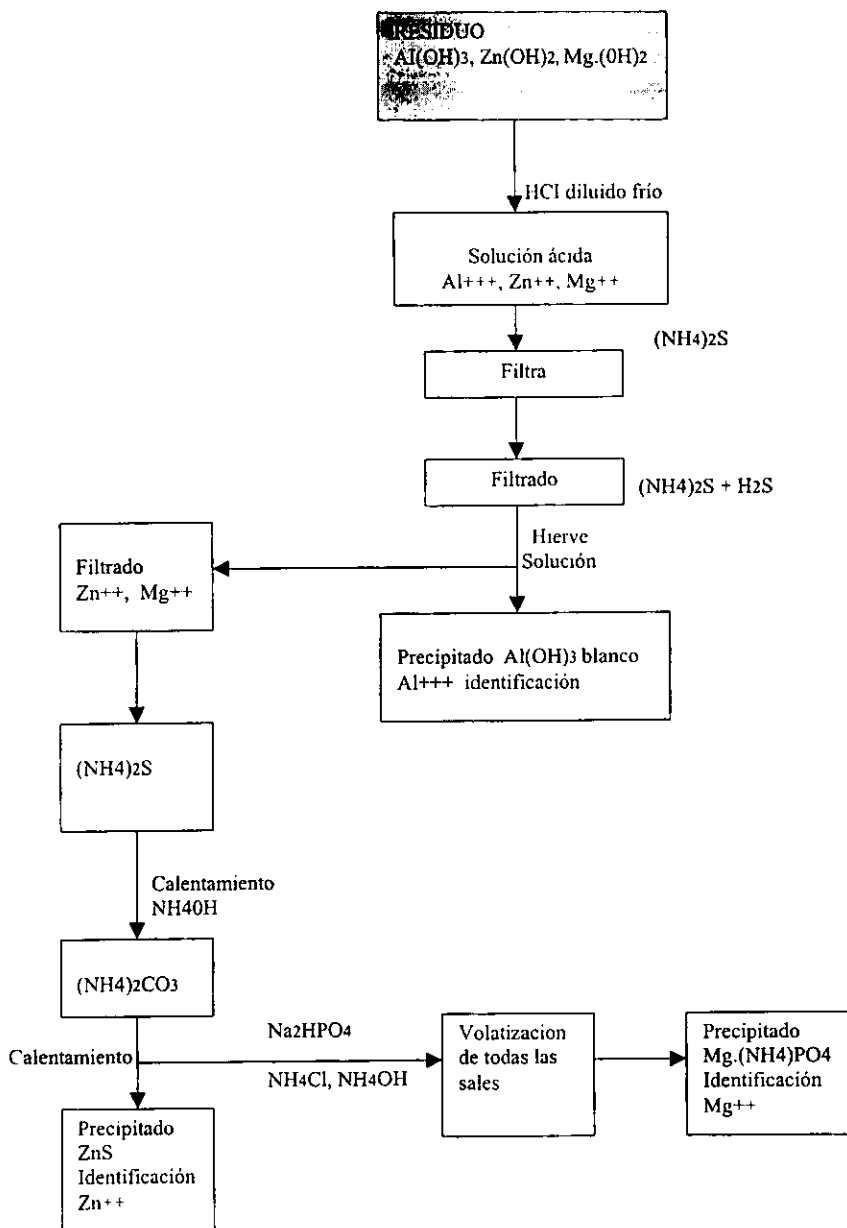 RESIDUO
Al(OH)3, Zn(OH)2, Mg.(0H)2
HCl diluido frío
Solución ácida
Al+++, Zn++, Mg++
(NH4)2S
Filtra
Filtrado
(NH4)2S + H2S
Hierve
Solución
Filtrado
Zn++, Mg++
Precipitado Al(OH)3 blanco
Al+++ identificación
(NH4)2S
Calentamiento
NH40H
(NH4)2CO3
Calentamiento
Na2HPO4
NH4Cl, NH4OH
Volatizacion
de todas las
sales
Precipitado
Mg.(NH4)PO4
Identificación
Mg++
Precipitado
ZnS
Identificación
Zn++